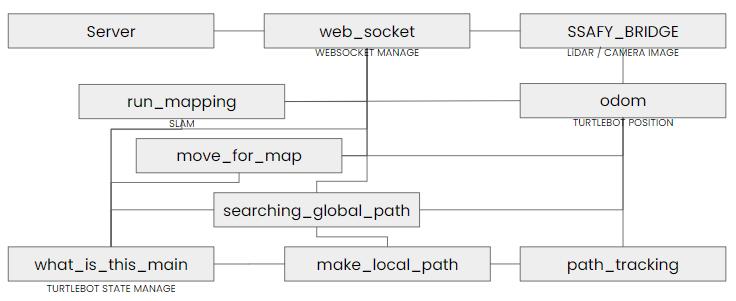 Server
web_socket
WEBSOCKET MANAGE
SSAFY_BRIDGE
LiDAR / CAMERA IMAGE
run_mapping
SLAM
odom
TURTLEBOT POSITION
move_for_map
searching_global_path
what_is_this_main
TURTLEBOT STATE MANAGE
make_local_path
path_tracking